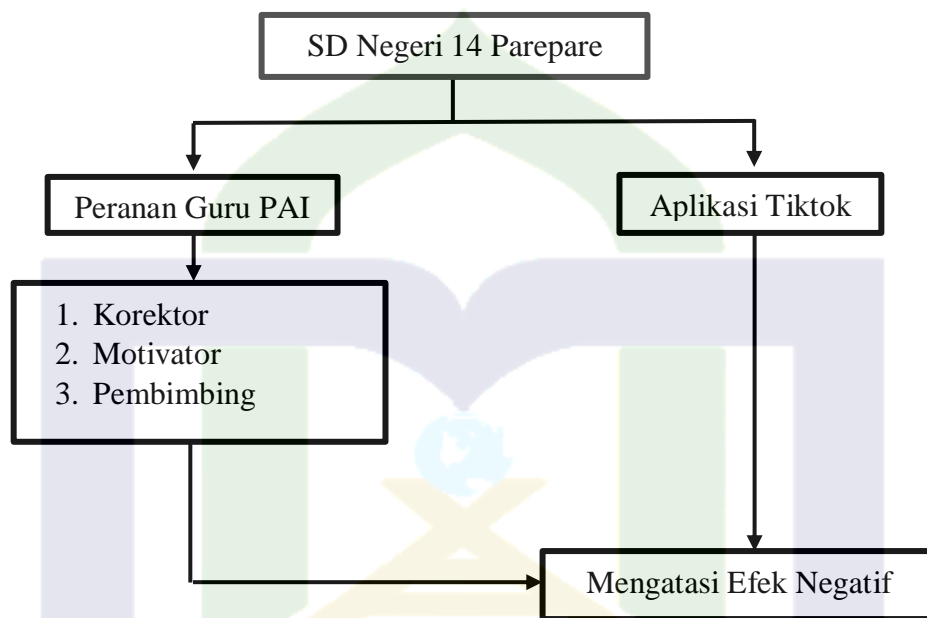 SD Negeri 14 Parepare
Peranan Guru PAI
Aplikasi Tiktok
1. Korektor
2. Motivator
3. Pembimbing
Mengatasi Efek Negatif